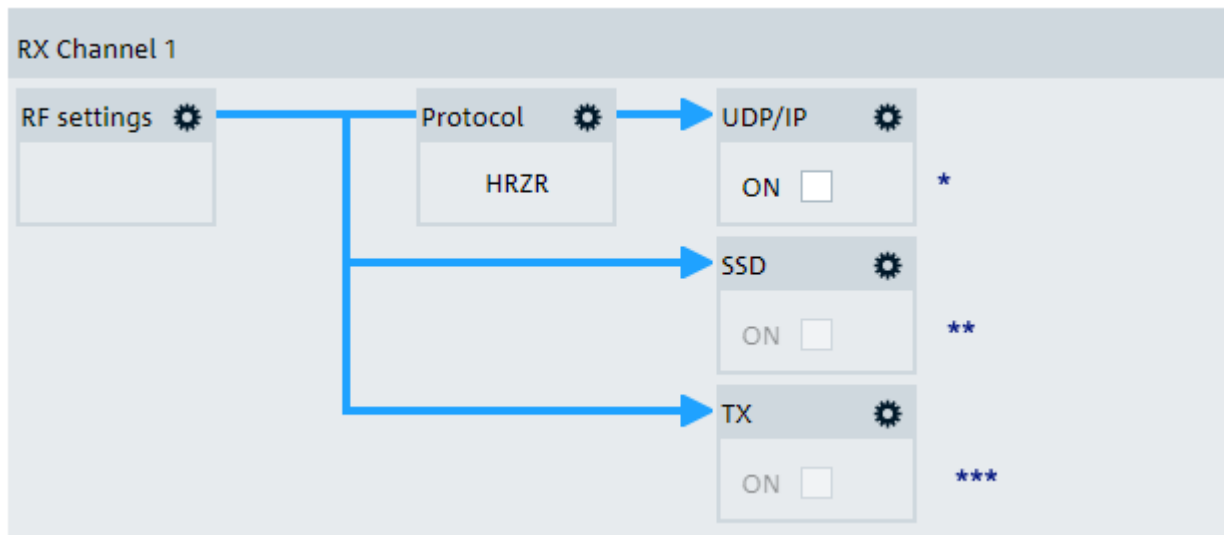 RX Channel 1
RF settings
Protocol
HRZR
UDP/IP
ON
*
SSD
ON
**
TX
ON
***